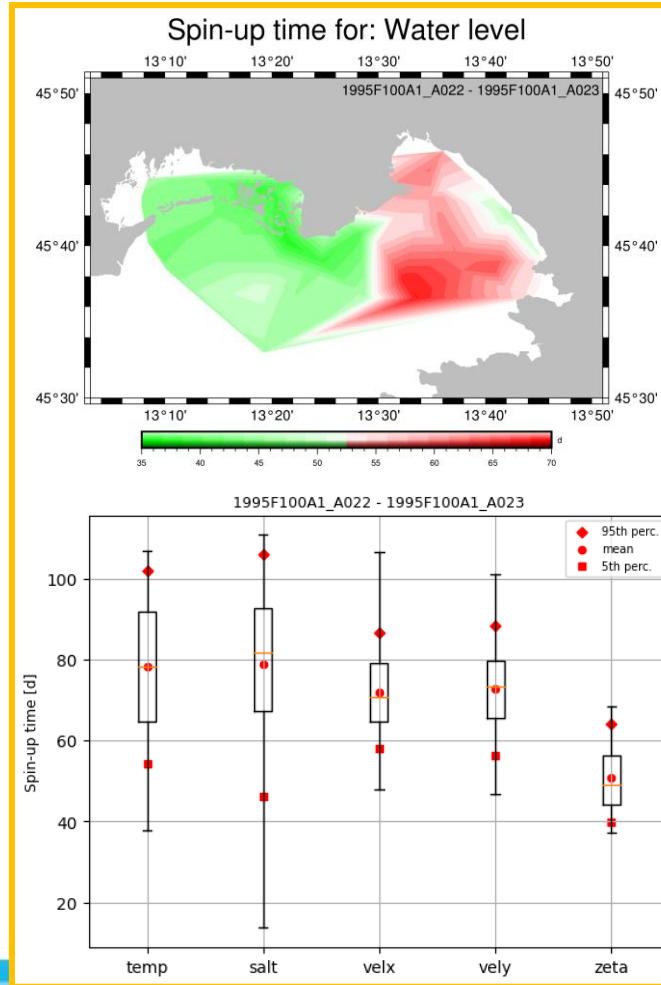 Spin-up time for: Water level
13°10' 13°20' 13°30' 13°40' 13°50'
1995F100A1_A022 - 1995F100A1_A023
45°50' 45°50'
45°40' 45°40'
45°30' 45°30'
13°10' 13°20' 13°30' 13°40' 13°50'
d
35 40 45 50 55 60 65 70
1995F100A1_A022 - 1995F100A1_A023
95th perc.
mean
5th perc.
Spin-up time [d]
100
80
60
40
20
temp salt velx vely zeta